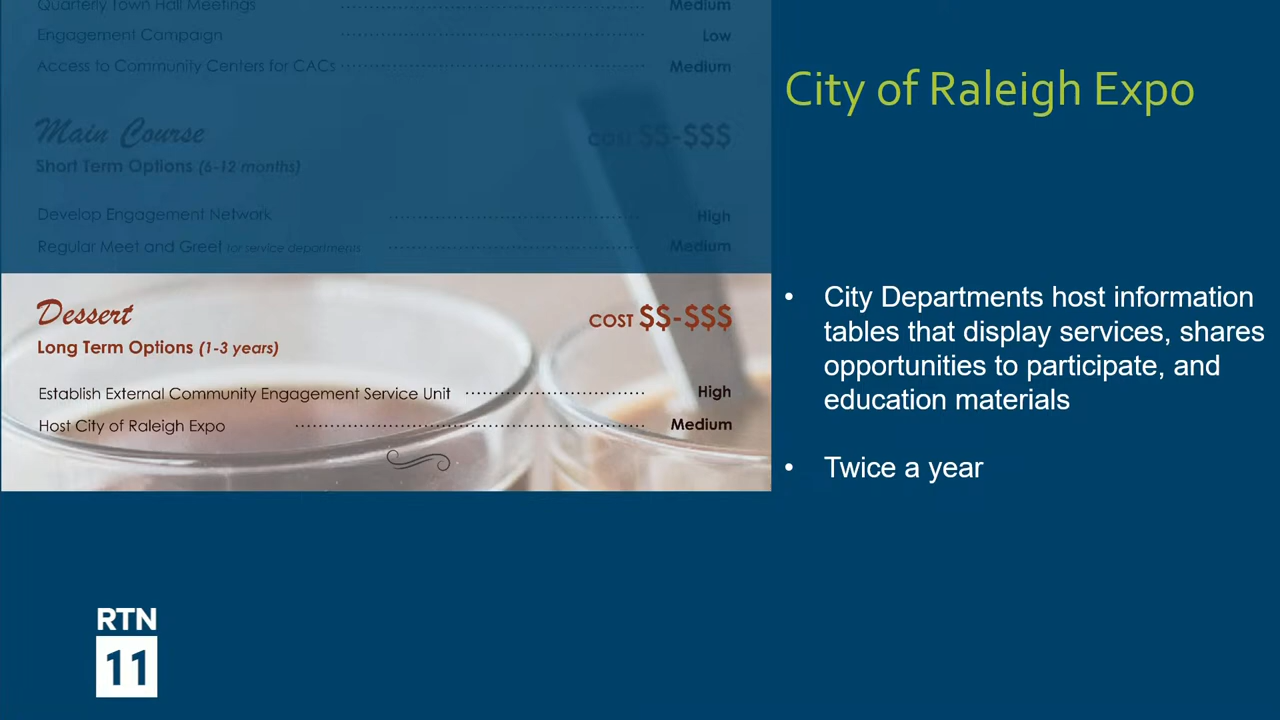 Quarterly Town Hall Meetings ........ Medium
Engagement Campaign ........ Low
Access to Community Centers for CACs ........ Medium
Main Course COST $$-$$$
Short Term Options (6-12 months)
Develop Engagement Network ........ High
Regular Meet and Greet for service departments ........ Medium
Dessert COST $$-$$$
Long Term Options (1-3 years)
Establish External Community Engagement Service Unit ........ High
Host City of Raleigh Expo ........ Medium
City of Raleigh Expo
• City Departments host information
tables that display services, shares
opportunities to participate, and
education materials
• Twice a year
RTN
11